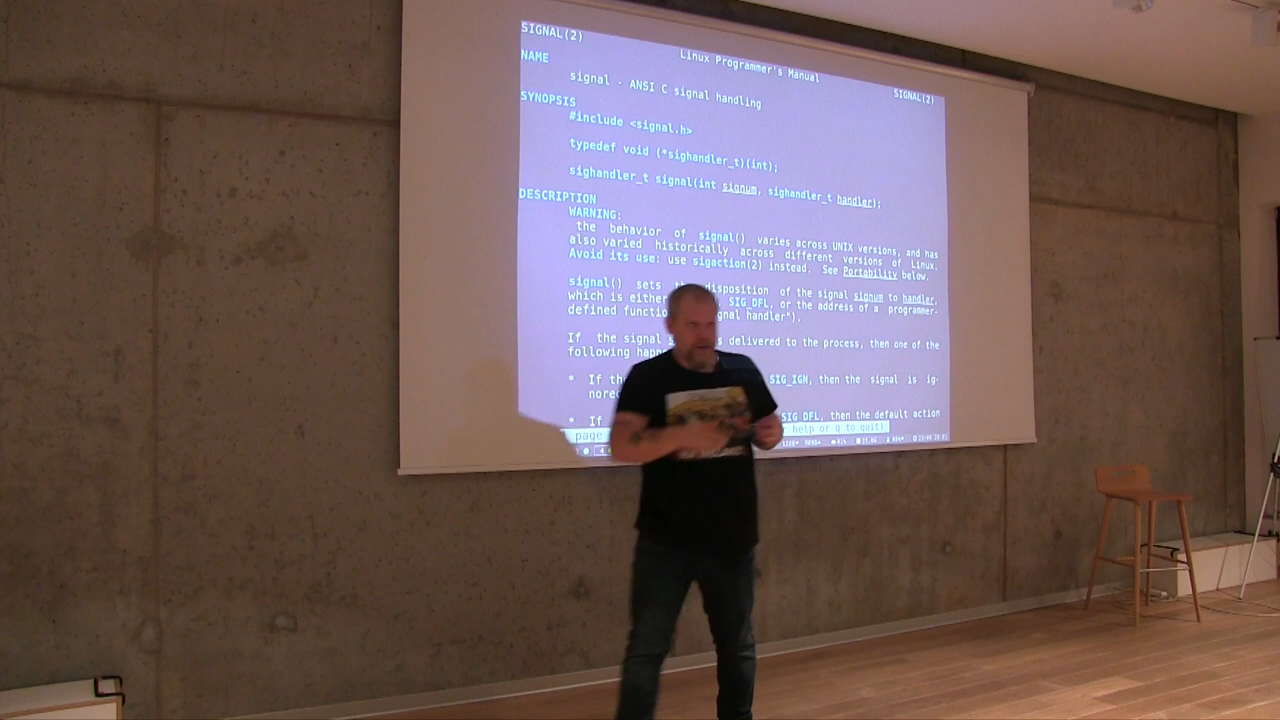 SIGNAL(2)
Linux Programmer's Manual
SIGNAL(2)
NAME
signal - ANSI C signal handling
SYNOPSIS
#include <signal.h>
typedef void (*sighandler_t)(int);
sighandler_t signal(int signum, sighandler_t handler);
DESCRIPTION
WARNING:
the behavior of signal() varies across UNIX versions, and has
also varied historically across different versions of Linux.
Avoid its use: use sigaction(2) instead. See Portability below.
signal() sets disposition of the signal signum to handler,
which is either SIG_DFL, or the address of a programmer-
defined handler").
If the signal delivered to the process, then one of the
following
* If SIG_IGN, then the signal is ig-
* If SIG_DFL, then the default action
page help or q to quit)